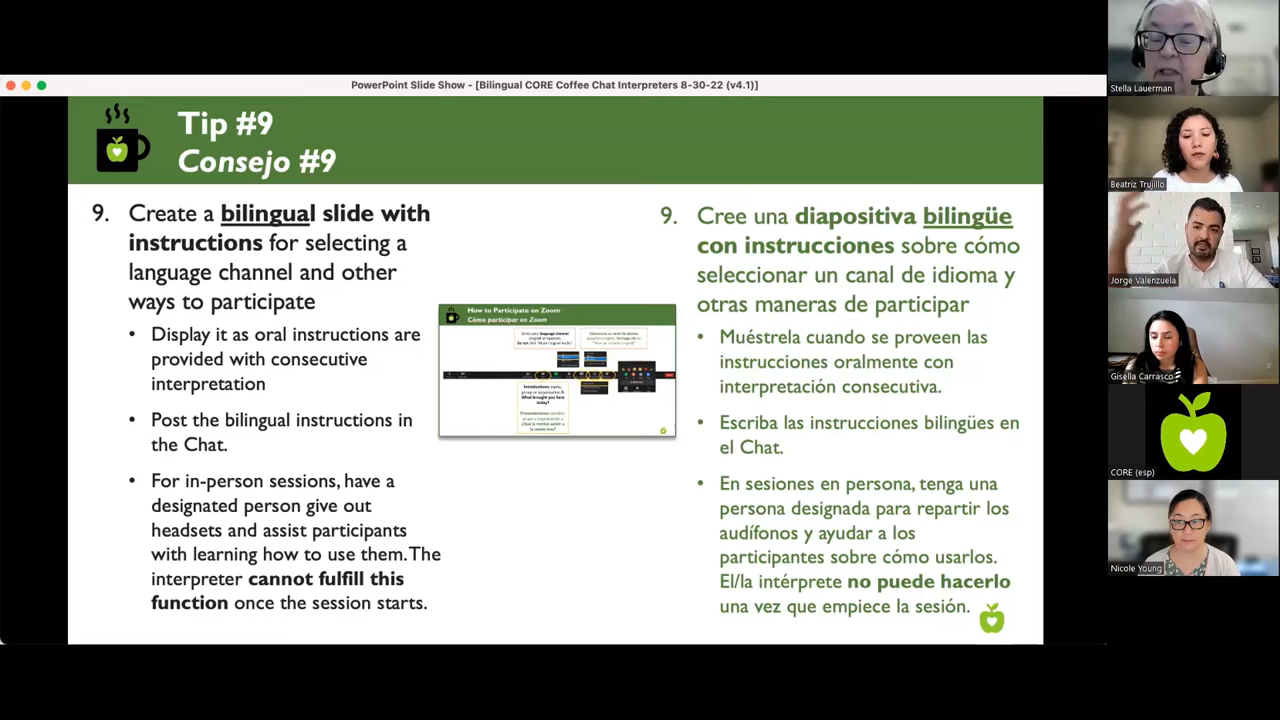 PowerPoint Slide Show - [Bilingual CORE Coffee Chat Interpreters 8-30-22 (v4.1)]
Tip #9
Consejo #9
9. Create a bilingual slide with
instructions for selecting a
language channel and other
ways to participate
• Display it as oral instructions are
provided with consecutive
interpretation
• Post the bilingual instructions in
the Chat.
• For in-person sessions, have a
designated person give out
headsets and assist participants
with learning how to use them. The
interpreter cannot fulfill this
function once the session starts.
How to Participate on Zoom
Cómo participar en Zoom
Introductions: name,
What brought you here
today?
9. Cree una diapositiva bilingüe
con instrucciones sobre cómo
seleccionar un canal de idioma y
otras maneras de participar
• Muéstrela cuando se proveen las
instrucciones oralmente con
interpretación consecutiva.
• Escriba las instrucciones bilingües en
el Chat.
• En sesiones en persona, tenga una
persona designada para repartir los
audífonos y ayudar a los
participantes sobre cómo usarlos.
El/la intérprete no puede hacerlo
una vez que empiece la sesión.
Stella Lauerman
Beatriz Trujillo
Jorge Valenzuela
Gisella Carrasco
CORE (esp)
Nicole Young